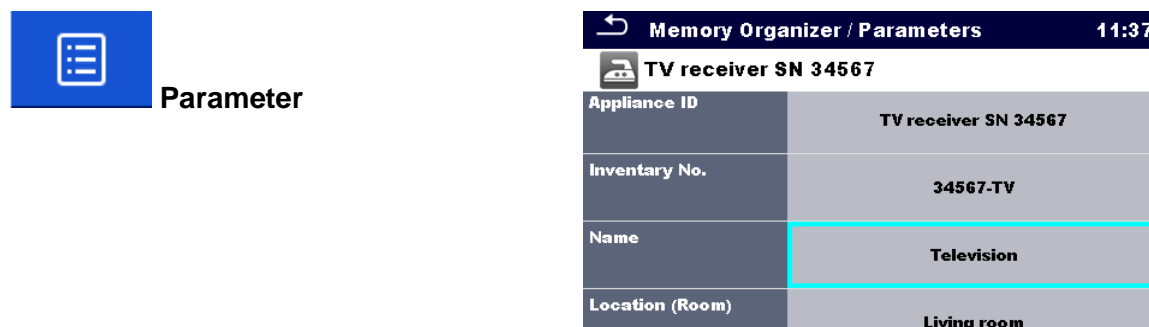 Parameter
Memory Organizer / Parameters 11:37
TV receiver SN 34567
Appliance ID
TV receiver SN 34567
Inventary No.
34567-TV
Name
Television
Location (Room)
Living room